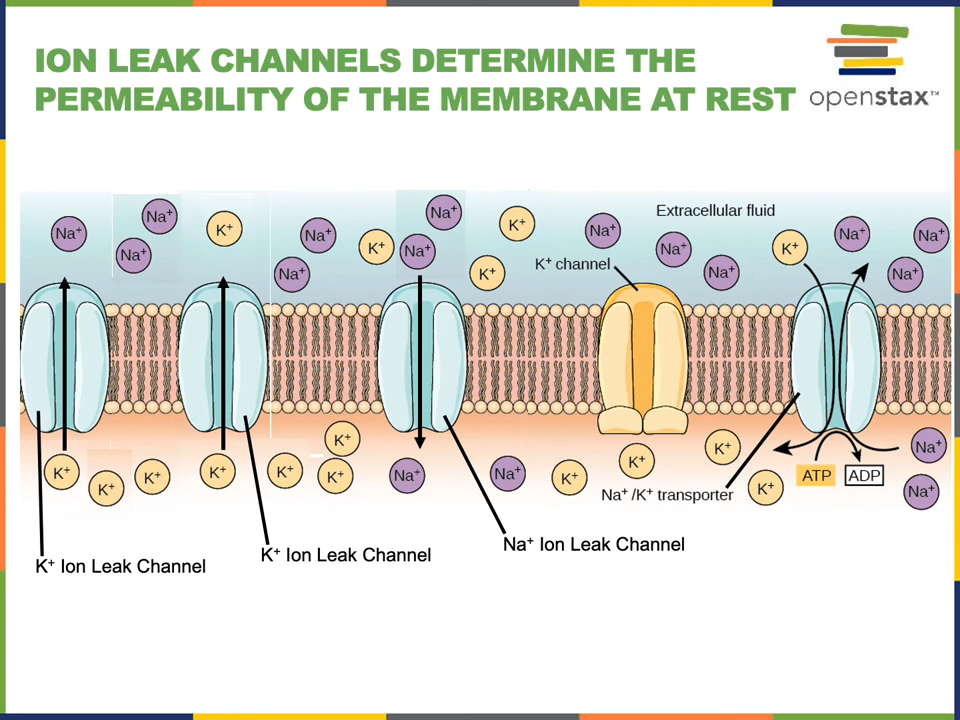 ION LEAK CHANNELS DETERMINE THE
PERMEABILITY OF THE MEMBRANE AT REST
openstax™
Na⁺
Na⁺
Na⁺
K⁺
Na⁺
Na⁺
K⁺
Na⁺
Na⁺
K⁺
K⁺
Na⁺
Extracellular fluid
Na⁺
Na⁺
K⁺
Na⁺
Na⁺
Na⁺
K⁺ channel
K⁺
K⁺
K⁺
K⁺
K⁺
K⁺
K⁺
Na⁺
Na⁺
K⁺
K⁺
K⁺
K⁺
Na⁺
Na⁺
ATP
ADP
Na⁺/K⁺ transporter
K⁺ Ion Leak Channel
K⁺ Ion Leak Channel
Na⁺ Ion Leak Channel